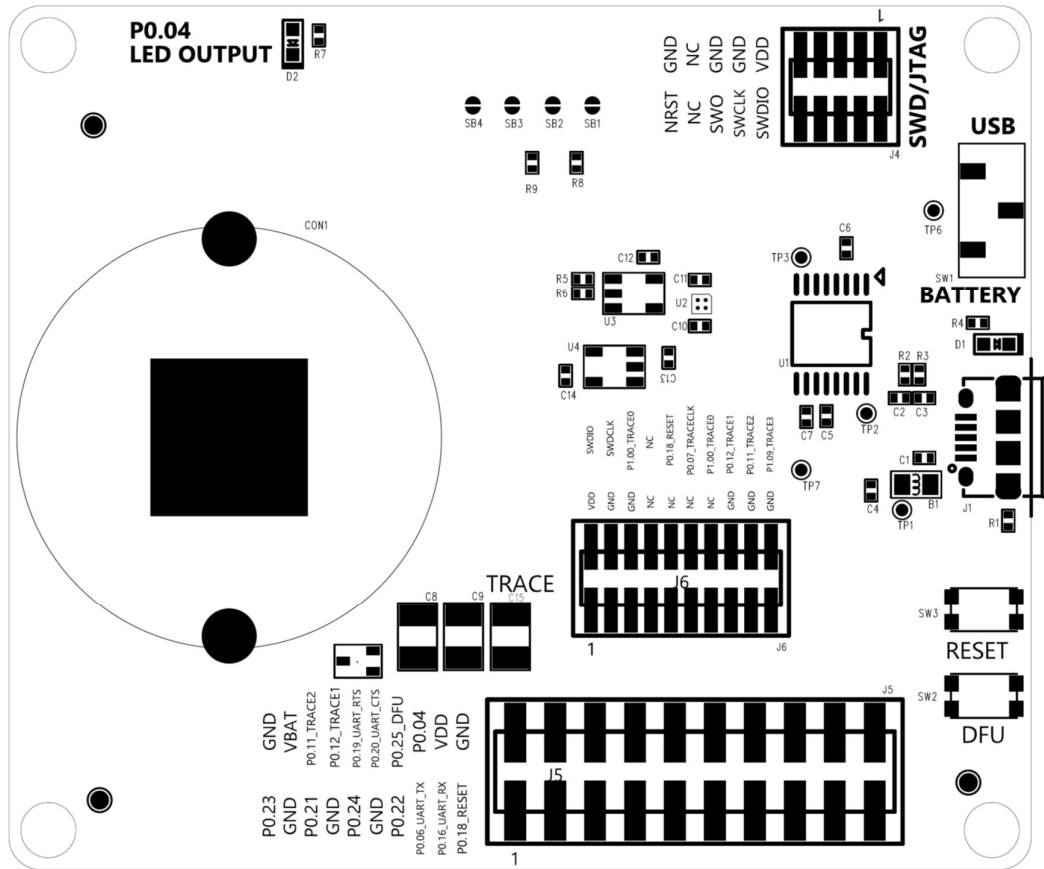 P0.04
LED OUTPUT
D2
R7
SB4
SB3
SB2
SB1
R9
R8
GND
NC
GND
GND
VDD
NRST
NC
SWO
SWCLK
SWDIO
1
SWD/JTAG
J4
USB
TP6
SW1
BATTERY
CON1
C12
R5
R6
U3
C11
U2
C10
U4
C14
C13
TP3
C6
U1
R4
D1
R2
R3
C2
C3
C7
C5
TP2
TP7
C1
C4
B1
TP1
J1
R1
SWDIO
SWDCLK
P1.00_TRACE0
NC
P0.18_RESET
P0.07_TRACECLK
P1.00_TRACE0
P0.12_TRACE1
P0.11_TRACE2
P1.09_TRACE3
VDD
GND
GND
NC
NC
NC
NC
GND
GND
GND
TRACE
J6
1
J6
C8
C9
C15
SW3
RESET
SW2
DFU
GND
VBAT
P0.11_TRACE2
P0.12_TRACE1
P0.19_UART_RTS
P0.20_UART_CTS
P0.25_DFU
P0.04
VDD
GND
P0.23
GND
P0.21
GND
P0.24
GND
P0.22
P0.06_UART_TX
P0.16_UART_RX
P0.18_RESET
J5
J5
1